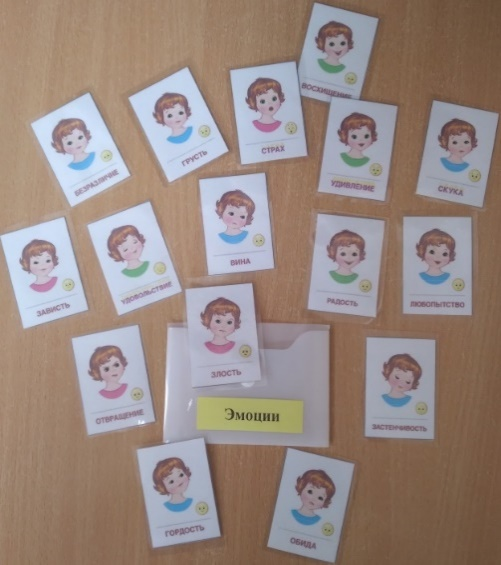 ВОСХИЩЕНИЕ
БЕЗРАЗЛИЧИЕ
ГРУСТЬ
СТРАХ
УДИВЛЕНИЕ
СКУКА
ЗАВИСТЬ
УДОВОЛЬСТВИЕ
ВИНА
РАДОСТЬ
ЛЮБОПЫТСТВО
ЗЛОСТЬ
ОТВРАЩЕНИЕ
Эмоции
ЗАСТЕНЧИВОСТЬ
ГОРДОСТЬ
ОБИДА